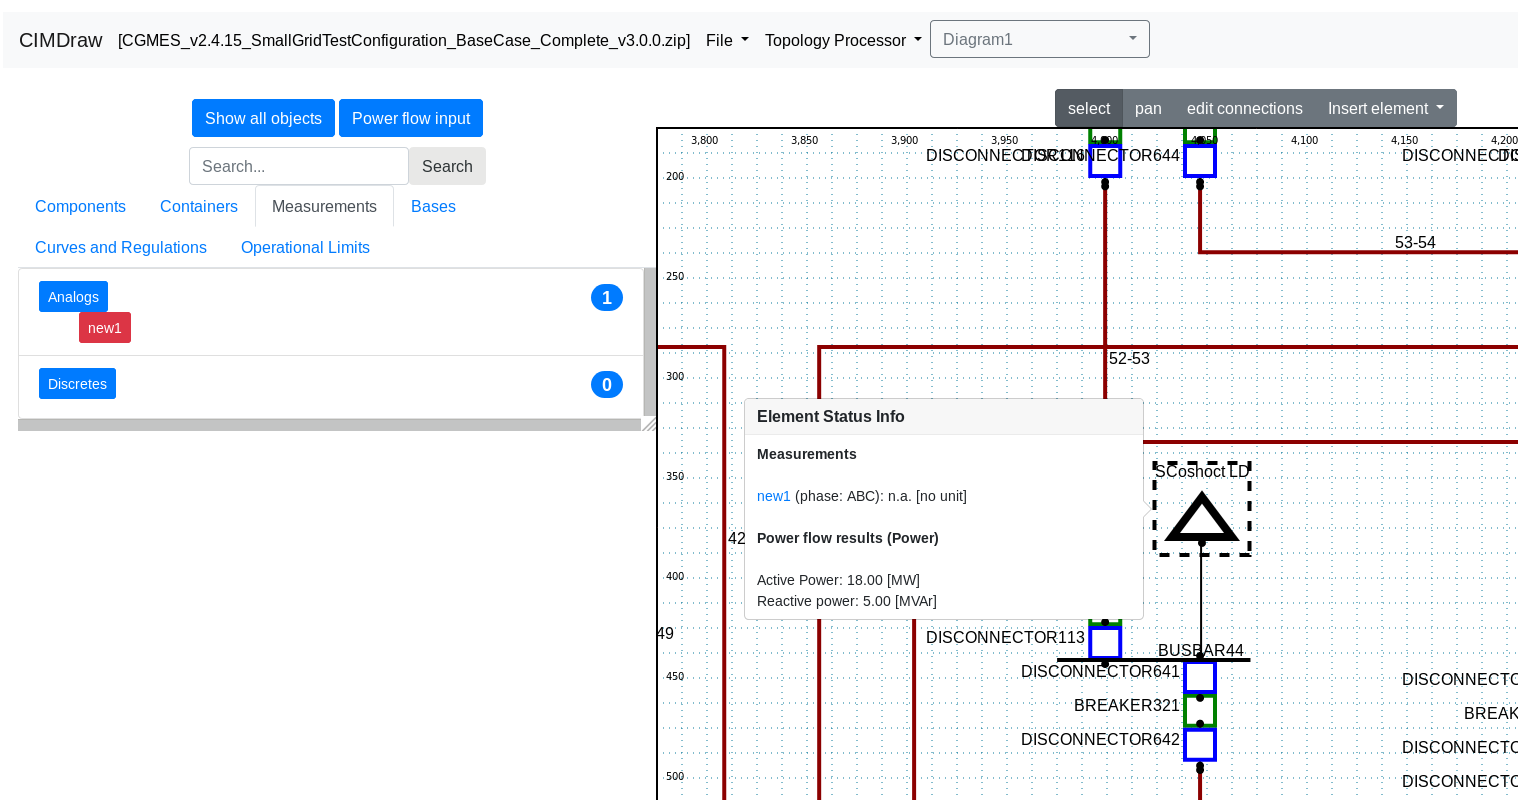 CIMDraw [CGMES_v2.4.15_SmallGridTestConfiguration_BaseCase_Complete_v3.0.0.zip] File Topology Processor Diagram1
Show all objects Power flow input
Search... Search
Components Containers Measurements Bases
Curves and Regulations Operational Limits
Analogs 1
new1
Discretes 0
select pan edit connections Insert element
3,800 3,850 3,900 3,950 4,000 4,050 4,100 4,150 4,200
DISCONNECTOR116 DISCONNECTOR644
200
53-54
250
52-53
300
Element Status Info
Measurements
new1 (phase: ABC): n.a. [no unit]
Power flow results (Power)
Active Power: 18.00 [MW]
Reactive power: 5.00 [MVAr]
350
SCoshoct LD
42
400
49
DISCONNECTOR113
BUSBAR44
450
DISCONNECTOR641
BREAKER321
DISCONNECTOR642
500
DISCONNECTO
BREAK
DISCONNECTO
DISCONNECTO